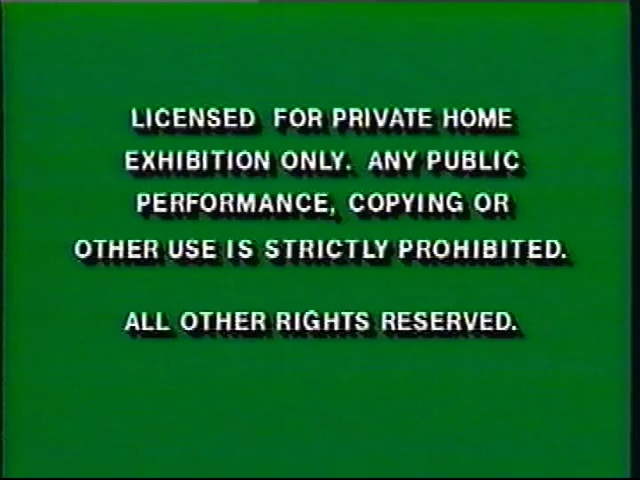 LICENSED FOR PRIVATE HOME
EXHIBITION ONLY. ANY PUBLIC
PERFORMANCE, COPYING OR
OTHER USE IS STRICTLY PROHIBITED.
ALL OTHER RIGHTS RESERVED.